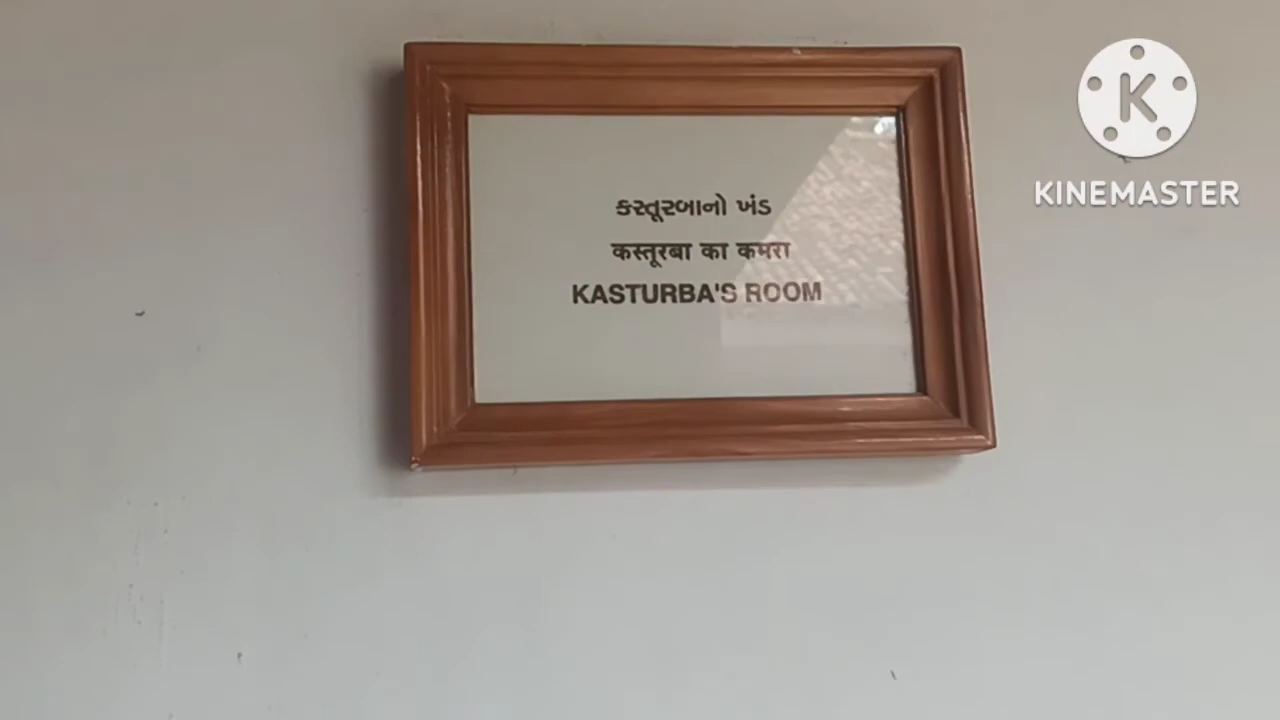 કસ્તૂરબાનો ખંડ
कस्तूरबा का कमरा
KASTURBA'S ROOM
K
KINEMASTER